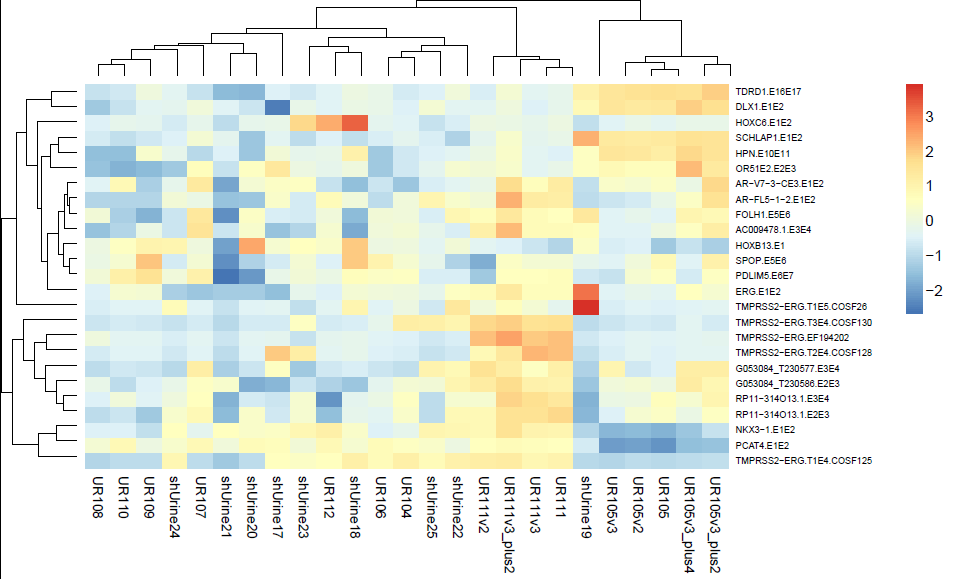 TDRD1.E16E17
DLX1.E1E2
HOXC6.E1E2
SCHLAP1.E1E2
HPN.E10E11
OR51E2.E2E3
AR-V7-3-CE3.E1E2
AR-FL5-1-2.E1E2
FOLH1.E5E6
AC009478.1.E3E4
HOXB13.E1
SPOP.E5E6
PDLIM5.E6E7
ERG.E1E2
TMPRSS2-ERG.T1E5.COSF26
TMPRSS2-ERG.T3E4.COSF130
TMPRSS2-ERG.EF194202
TMPRSS2-ERG.T2E4.COSF128
G053084_T230577.E3E4
G053084_T230586.E2E3
RP11-314O13.1.E3E4
RP11-314O13.1.E2E3
NKX3-1.E1E2
PCAT4.E1E2
TMPRSS2-ERG.T1E4.COSF125
3
2
1
0
-1
-2
UR108
UR110
UR109
shUrine24
UR107
shUrine21
shUrine20
shUrine17
shUrine23
UR112
shUrine18
UR106
UR104
shUrine25
shUrine22
UR111v2
UR111v3_plus2
UR111v3
UR111
shUrine19
UR105v3
UR105v2
UR105
UR105v3_plus4
UR105v3_plus2